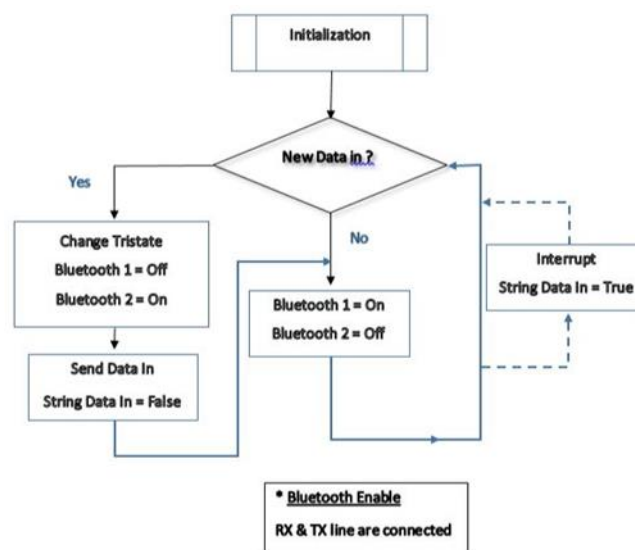 Initialization
New Data in ?
Yes
No
Change Tristate
Bluetooth 1 = Off
Bluetooth 2 = On
Send Data In
String Data In = False
Bluetooth 1 = On
Bluetooth 2 = Off
Interrupt
String Data In = True
* Bluetooth Enable
RX & TX line are connected